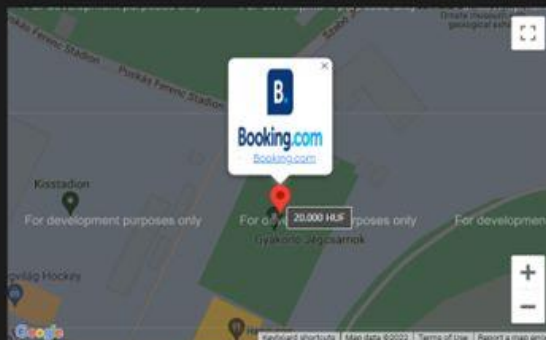 For development purposes only
Puskás Ferenc Stadion
Puskás Ferenc Stadion
Szabó
B.
Booking.com
Booking.com
Kisstadion
For development purposes only
20.000 HUF
For development
Gyakorló Jégcsarnok
Hockey
Google
Keyboard shortcuts
Map data ©2022
Terms of Use
Report a map error